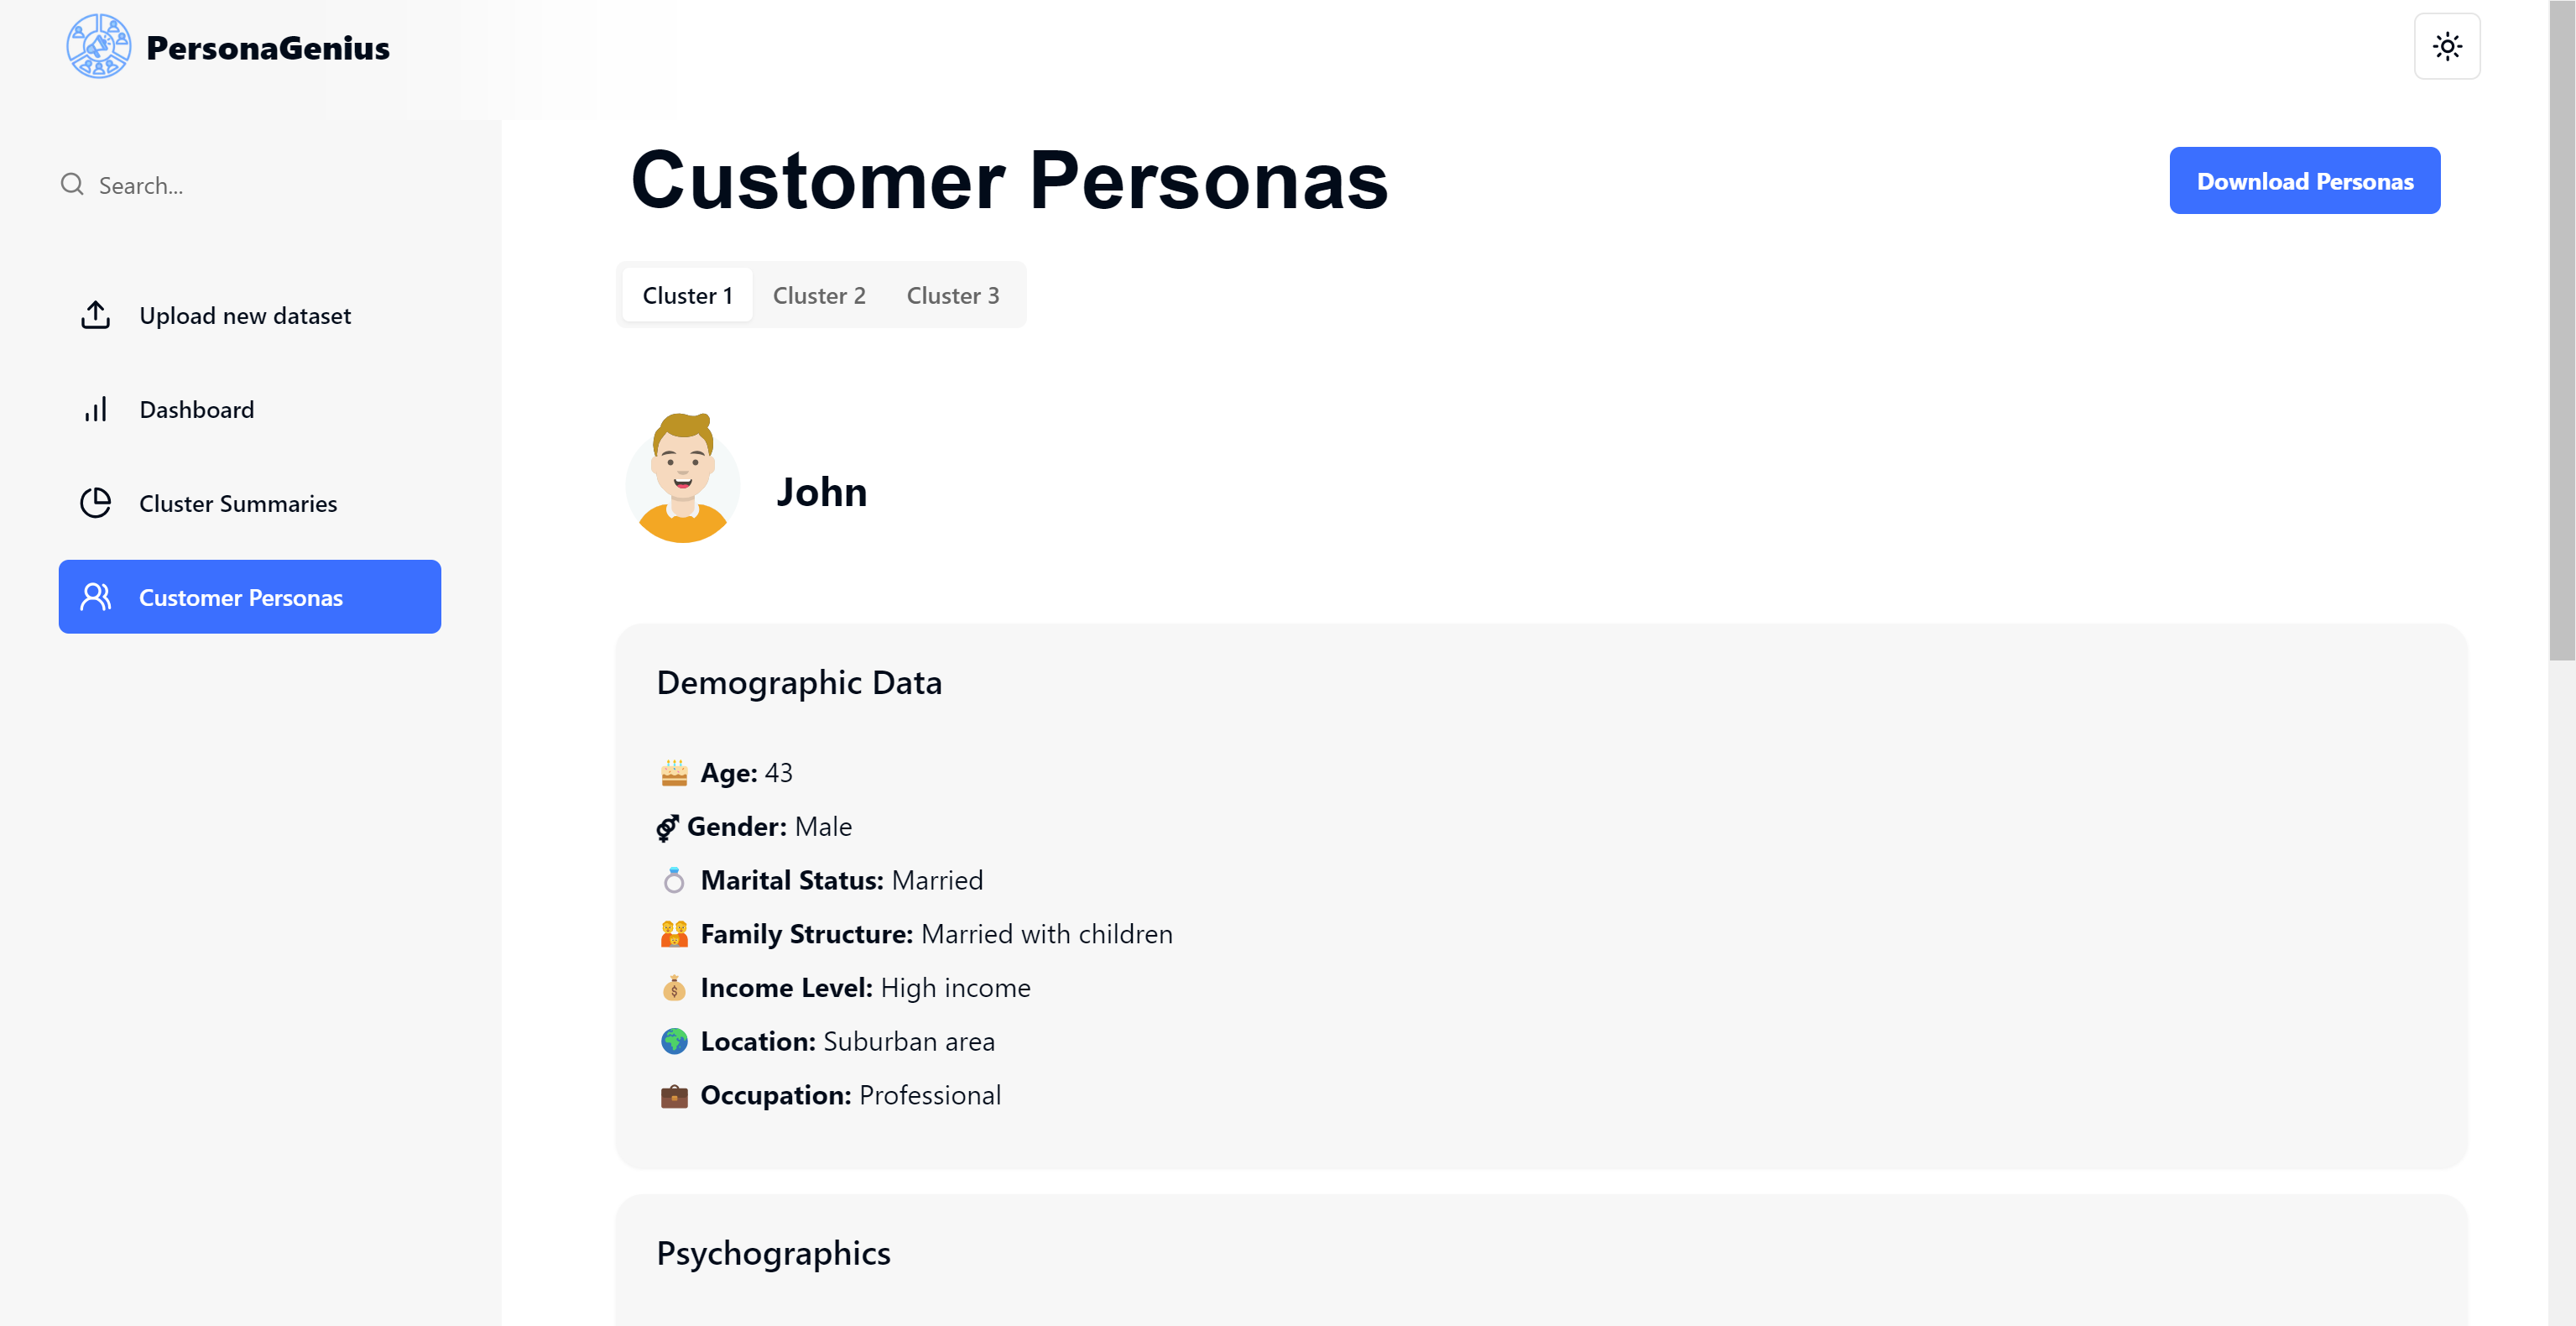 PersonaGenius
Search...
Upload new dataset
Dashboard
Cluster Summaries
Customer Personas
Customer Personas
Download Personas
Cluster 1
Cluster 2
Cluster 3
John
Demographic Data
Age: 43
Gender: Male
Marital Status: Married
Family Structure: Married with children
Income Level: High income
Location: Suburban area
Occupation: Professional
Psychographics